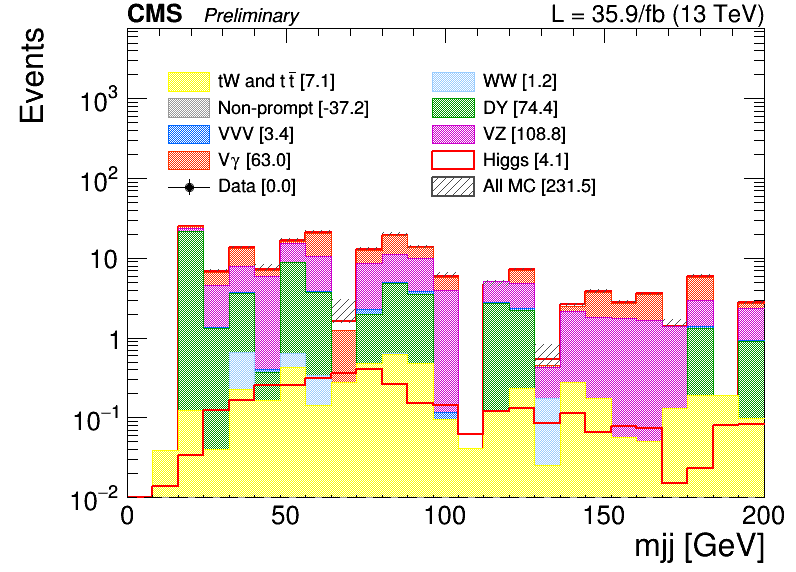 CMS Preliminary L = 35.9/fb (13 TeV)
Events
tW and tt̄ [7.1] WW [1.2]
Non-prompt [-37.2] DY [74.4]
VVV [3.4] VZ [108.8]
Vγ [63.0] Higgs [4.1]
Data [0.0] All MC [231.5]
10³
10²
10
1
10⁻¹
10⁻²
0 50 100 150 200
mjj [GeV]